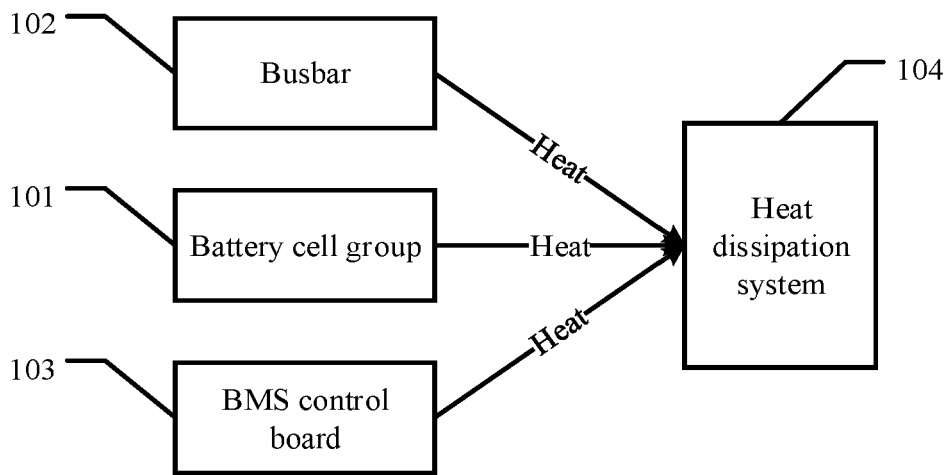 102
Busbar
104
Heat
101
Battery cell group
Heat
Heat
dissipation
system
Heat
103
BMS control
board